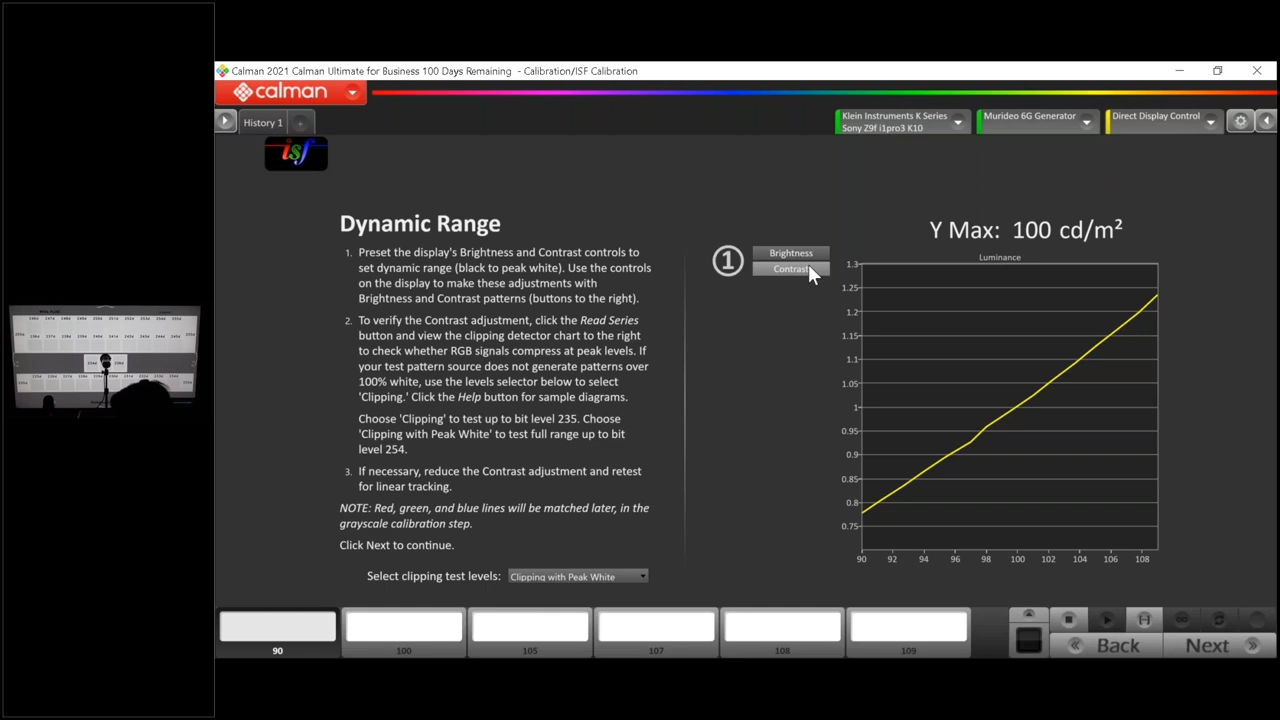 Calman 2021 Calman Ultimate for Business 100 Days Remaining - Calibration/ISF Calibration
calman
History 1
+
Klein Instruments K Series
Sony Z9f i1pro3 K10
Murideo 6G Generator
Direct Display Control
isf
Dynamic Range
1. Preset the display's Brightness and Contrast controls to
set dynamic range (black to peak white). Use the controls
on the display to make these adjustments with
Brightness and Contrast patterns (buttons to the right).
2. To verify the Contrast adjustment, click the Read Series
button and view the clipping detector chart to the right
to check whether RGB signals compress at peak levels. If
your test pattern source does not generate patterns over
100% white, use the levels selector below to select
'Clipping.' Click the Help button for sample diagrams.
Choose 'Clipping' to test up to bit level 235. Choose
'Clipping with Peak White' to test full range up to bit
level 254.
3. If necessary, reduce the Contrast adjustment and retest
for linear tracking.
NOTE: Red, green, and blue lines will be matched later, in the
grayscale calibration step.
Click Next to continue.
Select clipping test levels: Clipping with Peak White
1
Brightness
Contrast
Y Max: 100 cd/m²
Luminance
1.3
1.25
1.2
1.15
1.1
1.05
1
0.95
0.9
0.85
0.8
0.75
90 92 94 96 98 100 102 104 106 108
90 100 105 107 108 109
Back
Next